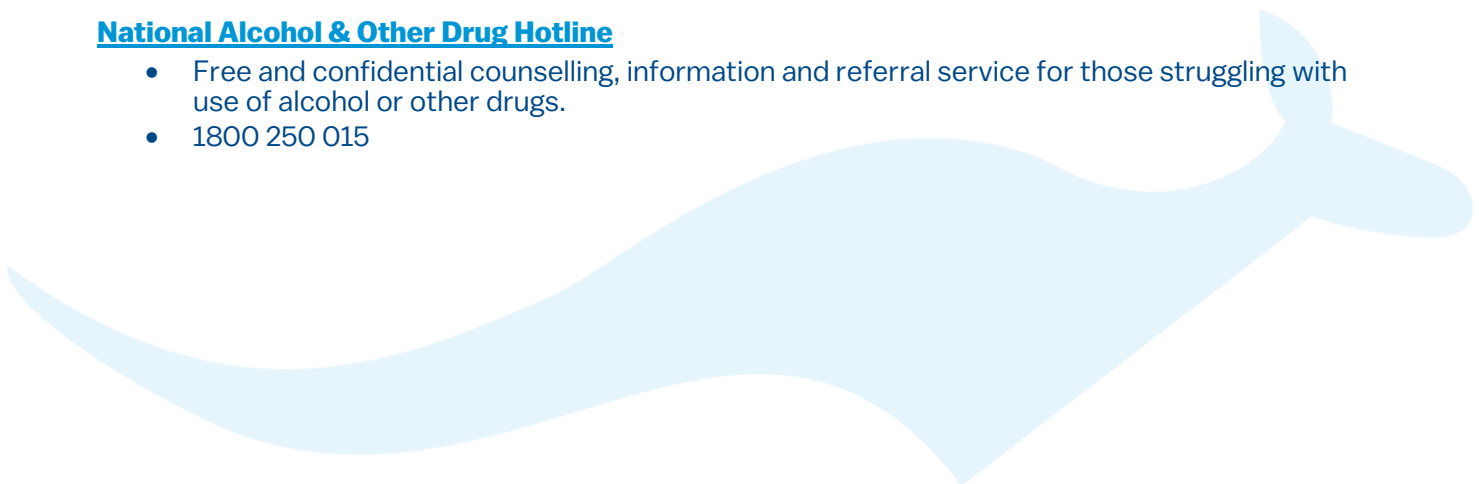 National Alcohol & Other Drug Hotline
• Free and confidential counselling, information and referral service for those struggling with
use of alcohol or other drugs.
• 1800 250 015